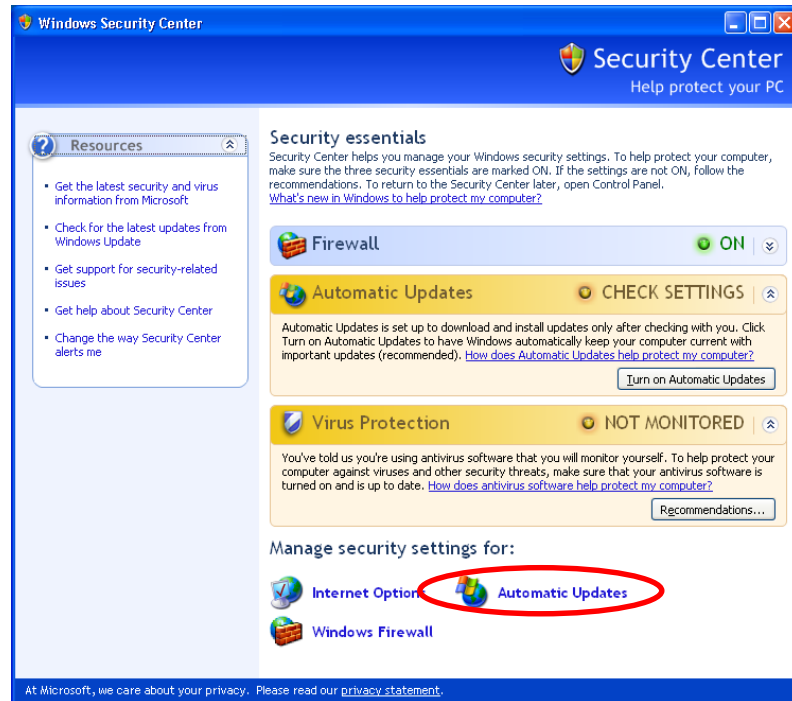 Windows Security Center
Security Center
Help protect your PC
Resources
Get the latest security and virus
information from Microsoft
Check for the latest updates from
Windows Update
Get support for security-related
issues
Get help about Security Center
Change the way Security Center
alerts me
Security essentials
Security Center helps you manage your Windows security settings. To help protect your computer,
make sure the three security essentials are marked ON. If the settings are not ON, follow the
recommendations. To return to the Security Center later, open Control Panel.
What's new in Windows to help protect my computer?
Firewall
ON
Automatic Updates
CHECK SETTINGS
Automatic Updates is set up to download and install updates only after checking with you. Click
Turn on Automatic Updates to have Windows automatically keep your computer current with
important updates (recommended). How does Automatic Updates help protect my computer?
Turn on Automatic Updates
Virus Protection
NOT MONITORED
You've told us you're using antivirus software that you will monitor yourself. To help protect your
computer against viruses and other security threats, make sure that your antivirus software is
turned on and is up to date. How does antivirus software help protect my computer?
Recommendations...
Manage security settings for:
Internet Options
Automatic Updates
Windows Firewall
At Microsoft, we care about your privacy. Please read our privacy statement.